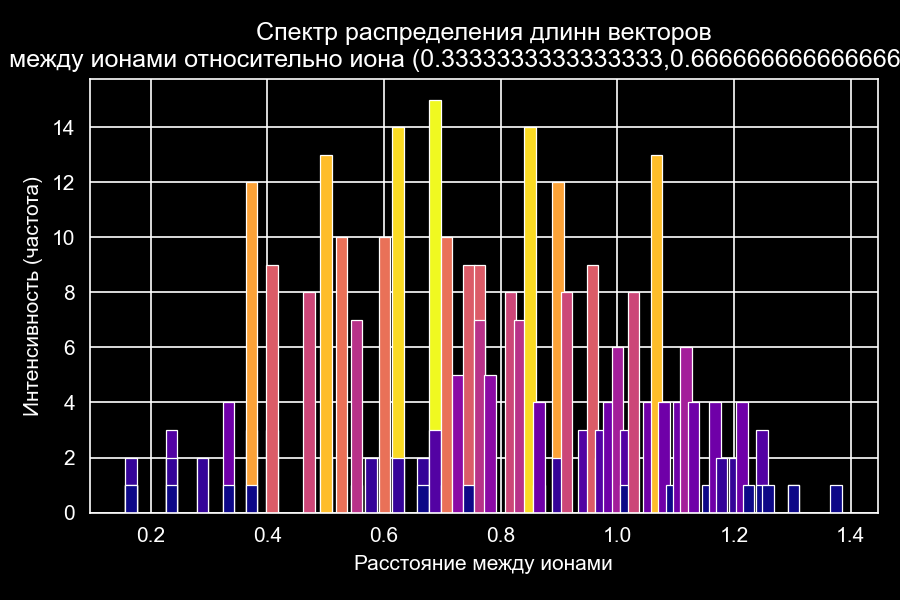 Спектр распределения длинн векторов
между ионами относительно иона (0.3333333333333333,0.6666666666666666
Интенсивность (частота)
14
12
10
8
6
4
2
0
0.2 0.4 0.6 0.8 1.0 1.2 1.4
Расстояние между ионами